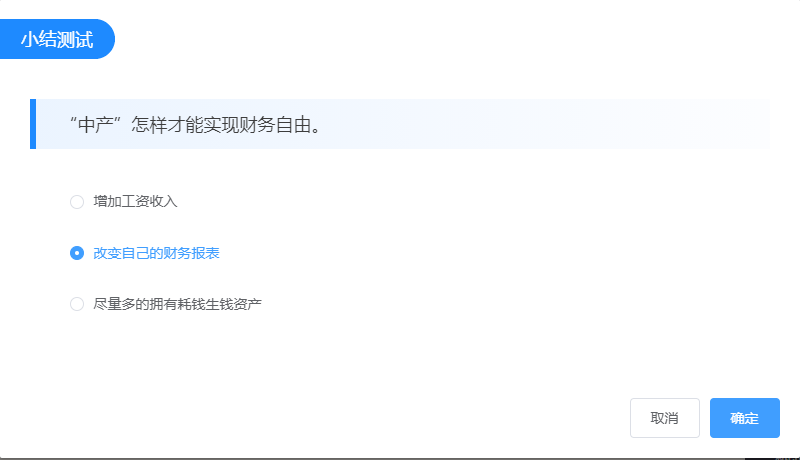 小结测试
“中产”怎样才能实现财务自由。
增加工资收入
改变自己的财务报表
尽量多的拥有耗钱生钱资产
取消
确定